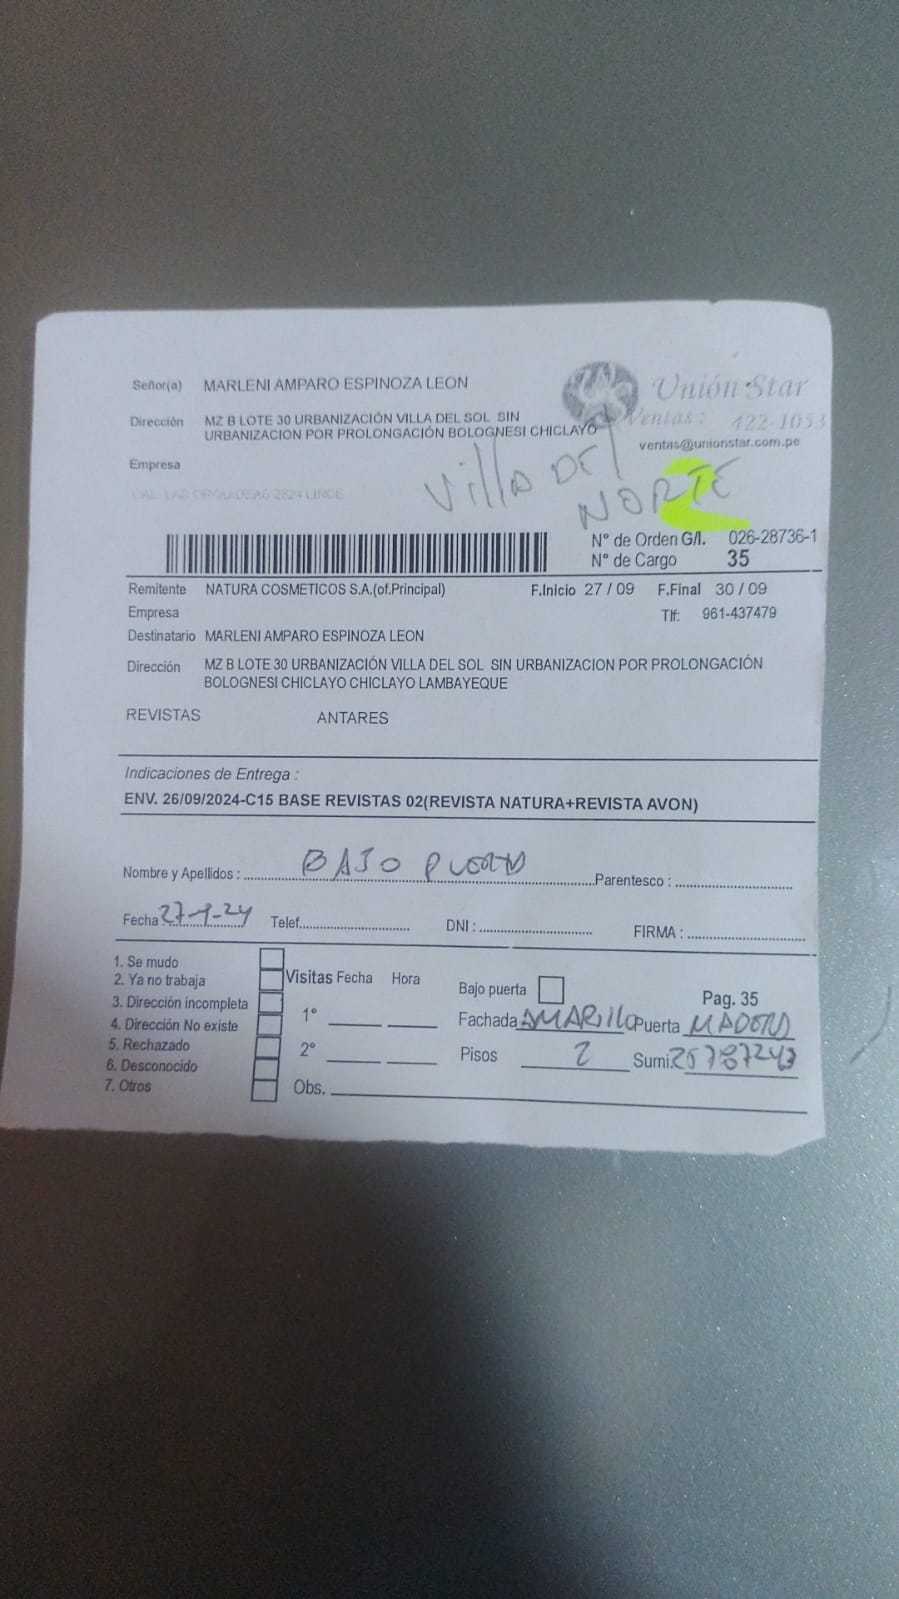 Señor(a) MARLENI AMPARO ESPINOZA LEON
Unión Star
Dirección MZ B LOTE 30 URBANIZACIÓN VILLA DEL SOL SIN
URBANIZACION POR PROLONGACIÓN BOLOGNESI CHICLAYO
Ventas: 422-1053
ventas@unionstar.com.pe
Empresa
Villa DEl
NORTE
N° de Orden G/I. 026-28736-1
N° de Cargo 35
Remitente NATURA COSMETICOS S.A.(of.Principal) F.Inicio 27 / 09 F.Final 30 / 09
Empresa Tlf: 961-437479
Destinatario MARLENI AMPARO ESPINOZA LEON
Dirección MZ B LOTE 30 URBANIZACIÓN VILLA DEL SOL SIN URBANIZACION POR PROLONGACIÓN
BOLOGNESI CHICLAYO CHICLAYO LAMBAYEQUE
REVISTAS ANTARES
Indicaciones de Entrega :
ENV. 26/09/2024-C15 BASE REVISTAS 02(REVISTA NATURA+REVISTA AVON)
Nombre y Apellidos : BAJO PUERTA Parentesco :
Fecha 27-9-24 Telef. DNI : FIRMA :
1. Se mudo
2. Ya no trabaja
3. Dirección incompleta
4. Dirección No existe
5. Rechazado
6. Desconocido
7. Otros
Visitas Fecha Hora
1°
2°
Obs.
Bajo puerta Pag. 35
Fachada AMARILLO Puerta MADERA
Pisos 2 Sumi. 25787243